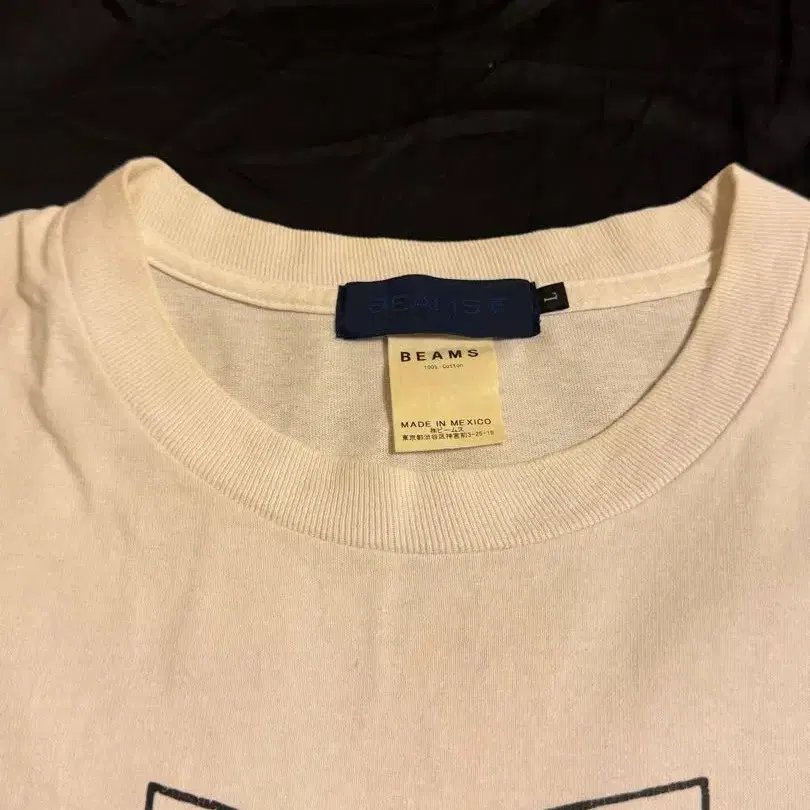 L
BEAMS
100% Cotton
MADE IN MEXICO
㈱ビームス
東京都渋谷区神宮前3-25-15